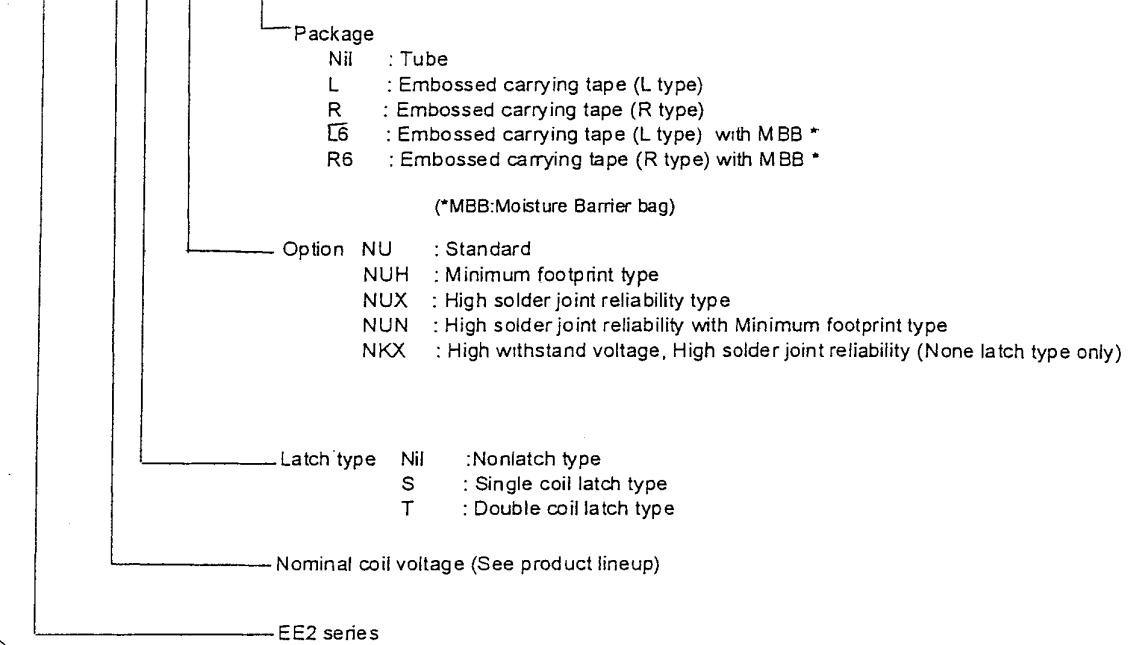 Package
Nil : Tube
L : Embossed carrying tape (L type)
R : Embossed carrying tape (R type)
L6 : Embossed carrying tape (L type) with MBB *
R6 : Embossed carrying tape (R type) with MBB *
(*MBB:Moisture Barrier bag)
Option NU : Standard
NUH : Minimum footprint type
NUX : High solder joint reliability type
NUN : High solder joint reliability with Minimum footprint type
NKX : High withstand voltage, High solder joint reliability (None latch type only)
Latch type Nil :Nonlatch type
S : Single coil latch type
T : Double coil latch type
Nominal coil voltage (See product lineup)
EE2 series